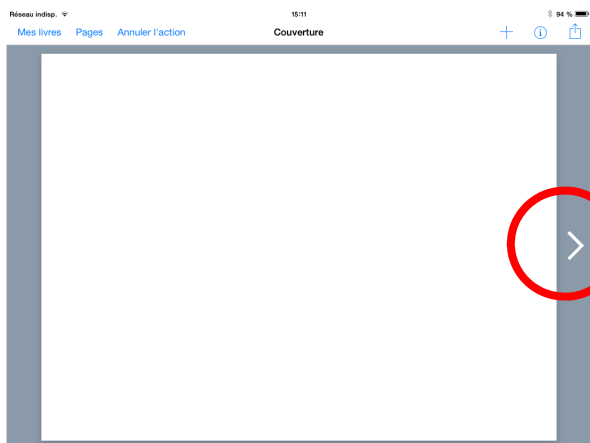 Réseau indisp. 15:11 94 %
Mes livres Pages Annuler l'action Couverture